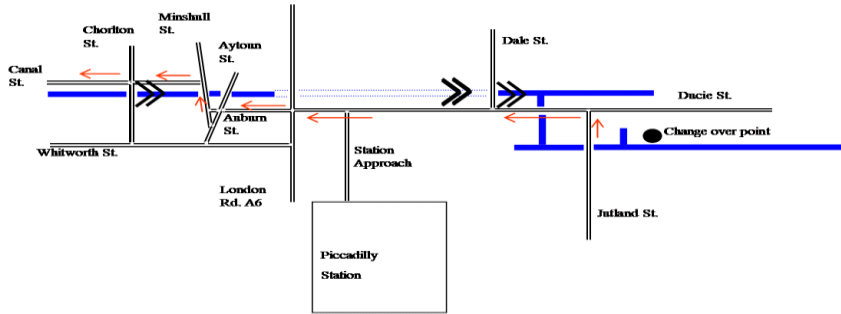 Minshull
St.
Chorlton
St.
Aytoun
St.
Dale St.
Canal
St.
Ducie St.
Auburn
St.
Change over point
Whitworth St.
Station
Approach
London
Rd. A6
Jutland St.
Piccadilly
Station